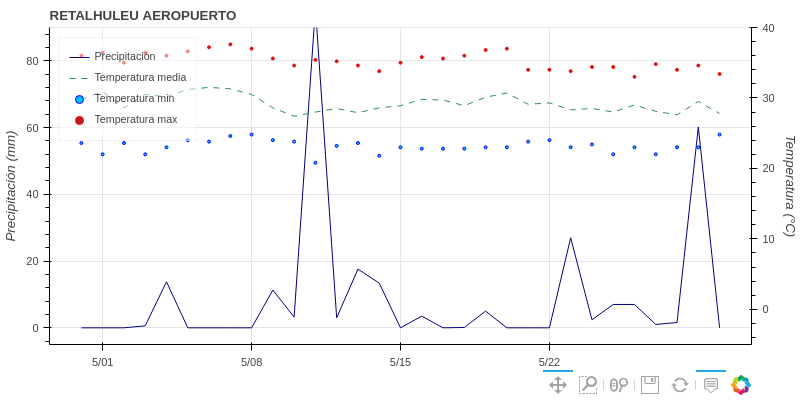 RETALHULEU AEROPUERTO
Precipitación
Temperatura media
Temperatura min
Temperatura max
Precipitación (mm)
80
60
40
20
0
Temperatura (°C)
40
30
20
10
0
5/01
5/08
5/15
5/22